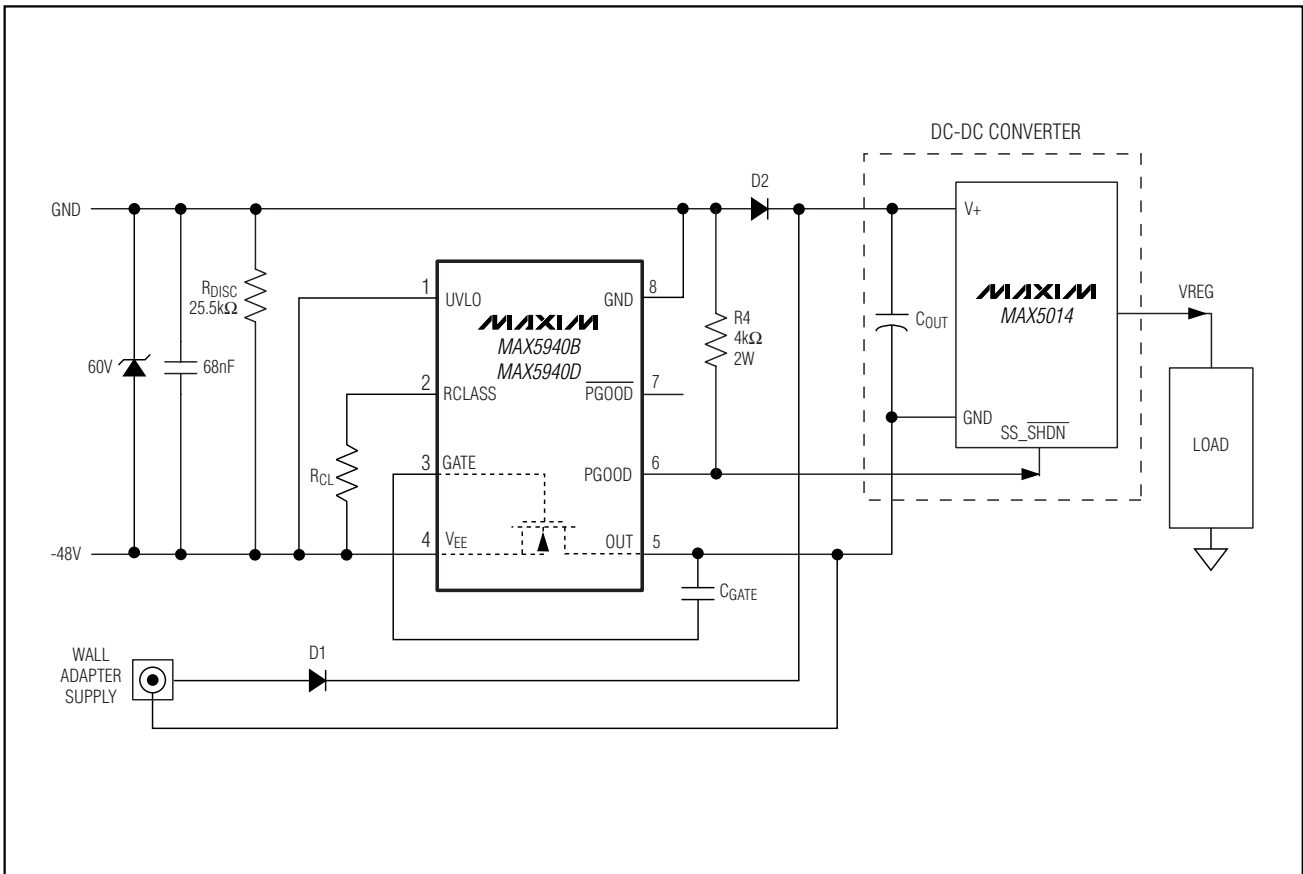 DC-DC CONVERTER
D2
GND
V+
RDISC
25.5kΩ
1
UVLO
GND
8
MAXIM
MAX5940B
MAX5940D
MAXIM
MAX5014
VREG
R4
4kΩ
2W
COUT
60V
68nF
2
RCLASS
PGOOD
7
GND
SS_SHDN
LOAD
RCL
3
GATE
PGOOD
6
-48V
4
VEE
OUT
5
CGATE
WALL
ADAPTER
SUPPLY
D1